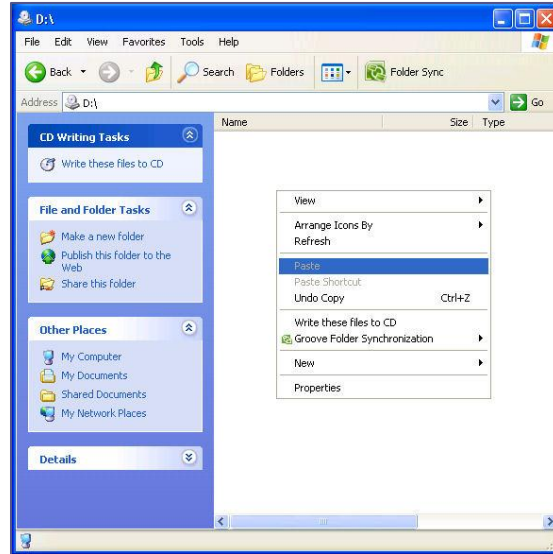 D:\
File Edit View Favorites Tools Help
Back Search Folders Folder Sync
Address D:\ Go
Name Size Type
CD Writing Tasks
Write these files to CD
File and Folder Tasks
Make a new folder
Publish this folder to the
Web
Share this folder
Other Places
My Computer
My Documents
Shared Documents
My Network Places
Details
View
Arrange Icons By
Refresh
Paste
Paste Shortcut
Undo Copy Ctrl+Z
Write these files to CD
Groove Folder Synchronization
New
Properties